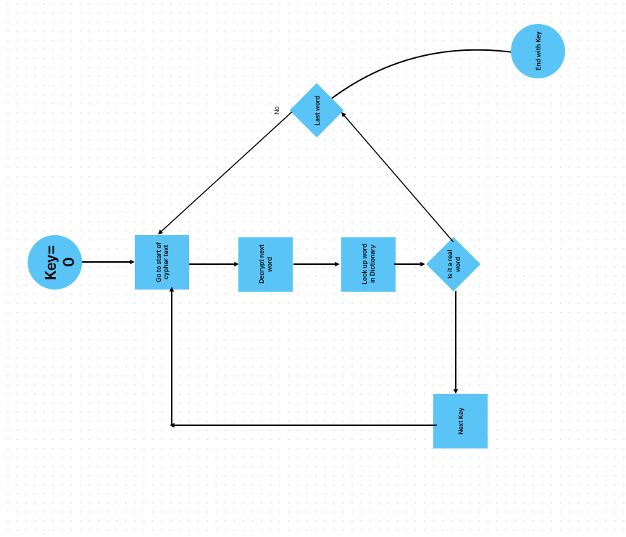 Key=
0
Go to start of
cypher text
Decrypt next
word
Look up word
in Dictionary
Is it a real
word
Next Key
Last word
No
End with Key